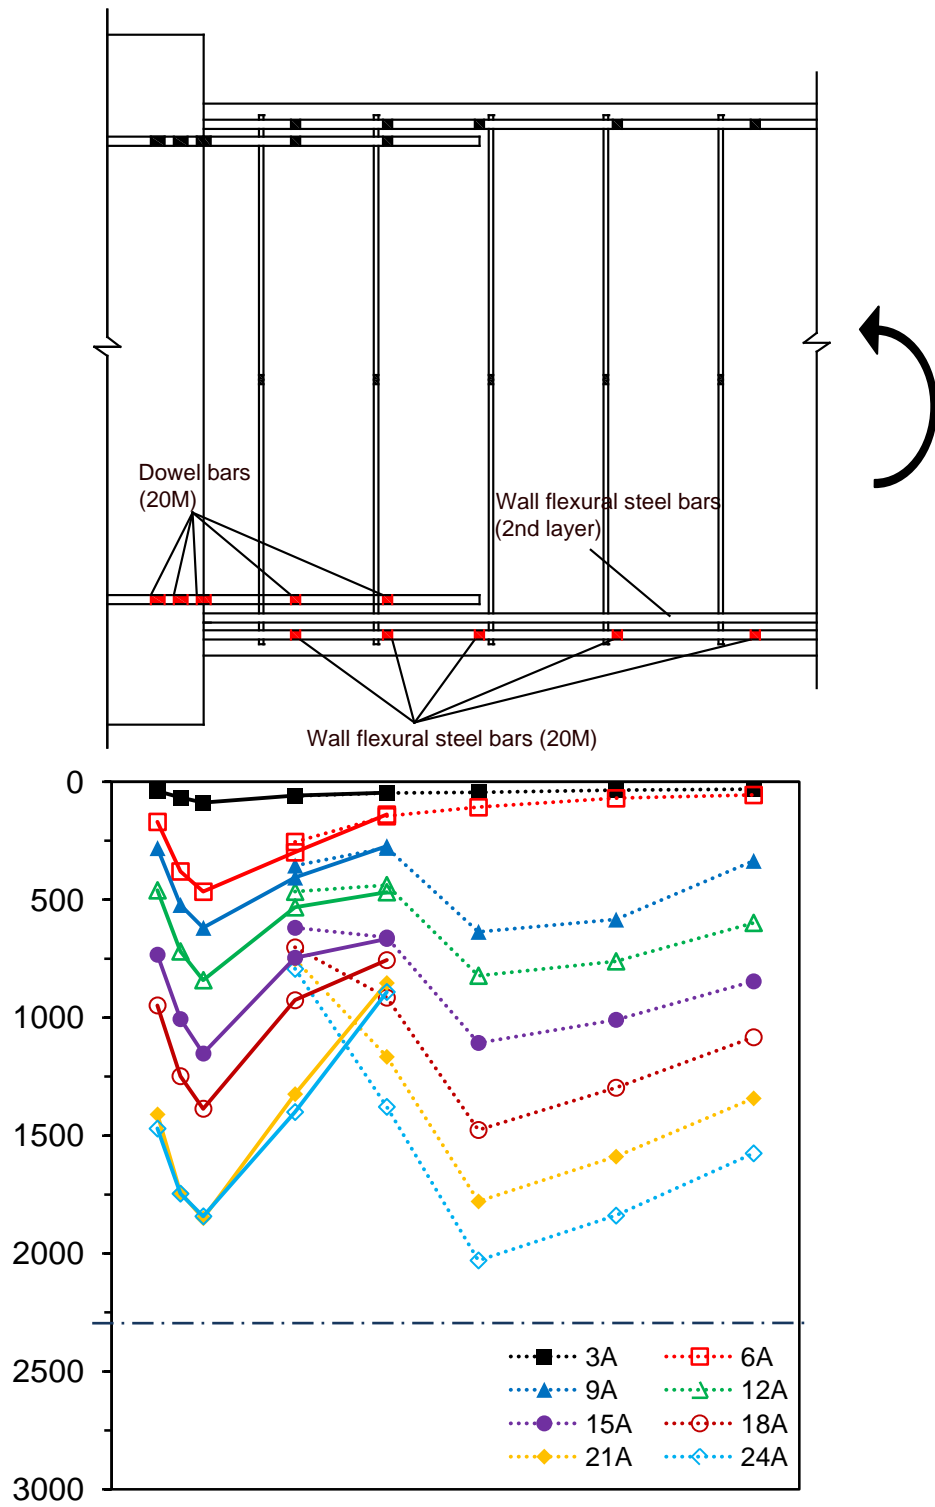 Dowel bars
(20M)
Wall flexural steel bars
(2nd layer)
Wall flexural steel bars (20M)
0
500
1000
1500
2000
2500
3000
3A 6A
9A 12A
15A 18A
21A 24A